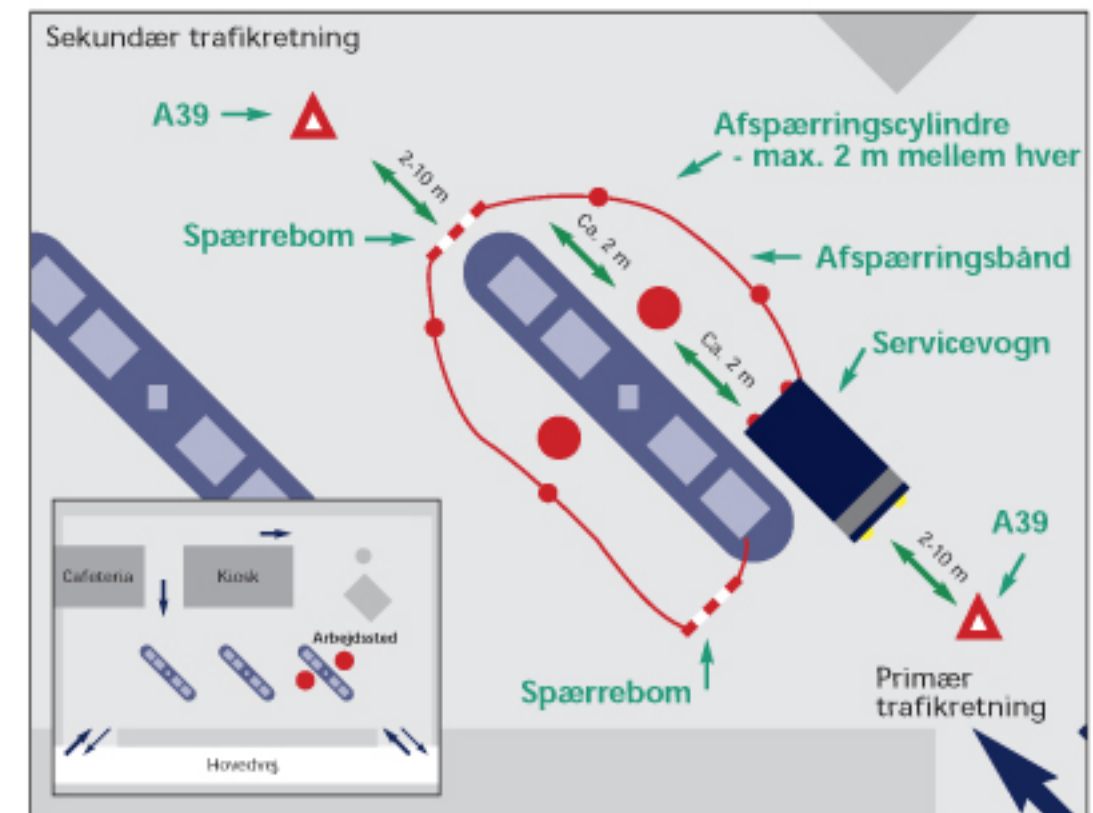 Sekundær trafikretning
A39
Afspærringscylindre
- max. 2 m mellem hver
2-10 m
Spærrebom
Ca. 2 m
Afspærringsbånd
Ca. 2 m
Servicevogn
A39
2-10 m
Cafeteria
Kiosk
Arbejdssted
Spærrebom
Primær
trafikretning
Hovedvej